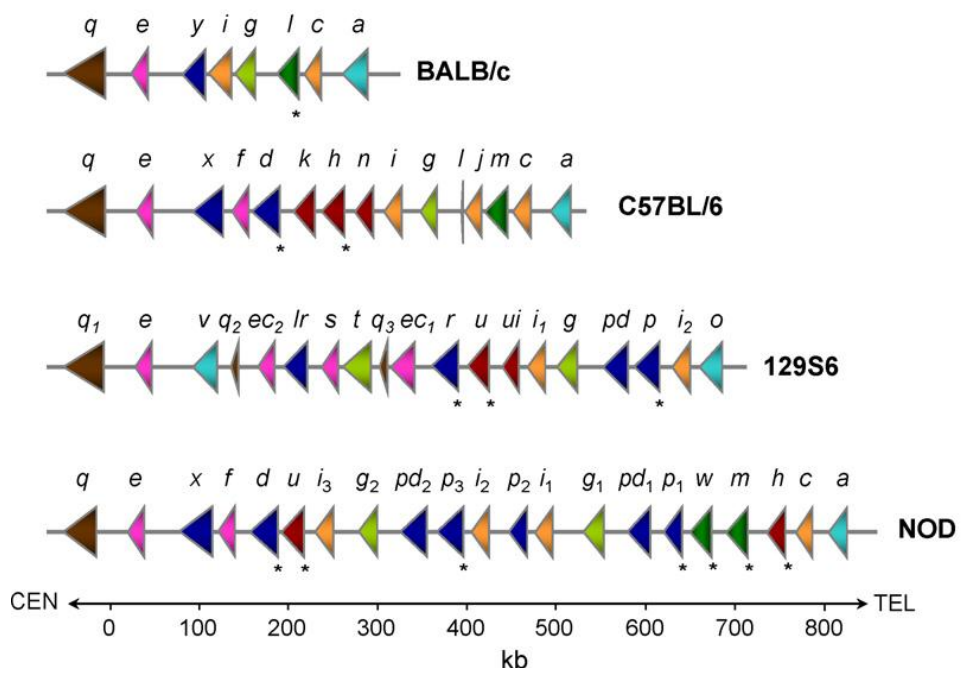 q e y i g l c a
BALB/c
*
q e x f d k h n i g l j m c a
C57BL/6
* *
q₁ e v q₂ ec₂ lr s t q₃ ec₁ r u ui i₁ g pd p i₂ o
129S6
* * *
q e x f d u i₃ g₂ pd₂ p₃ i₂ p₂ i₁ g₁ pd₁ p₁ w m h c a
NOD
* * * * * * *
CEN TEL
0 100 200 300 400 500 600 700 800
kb